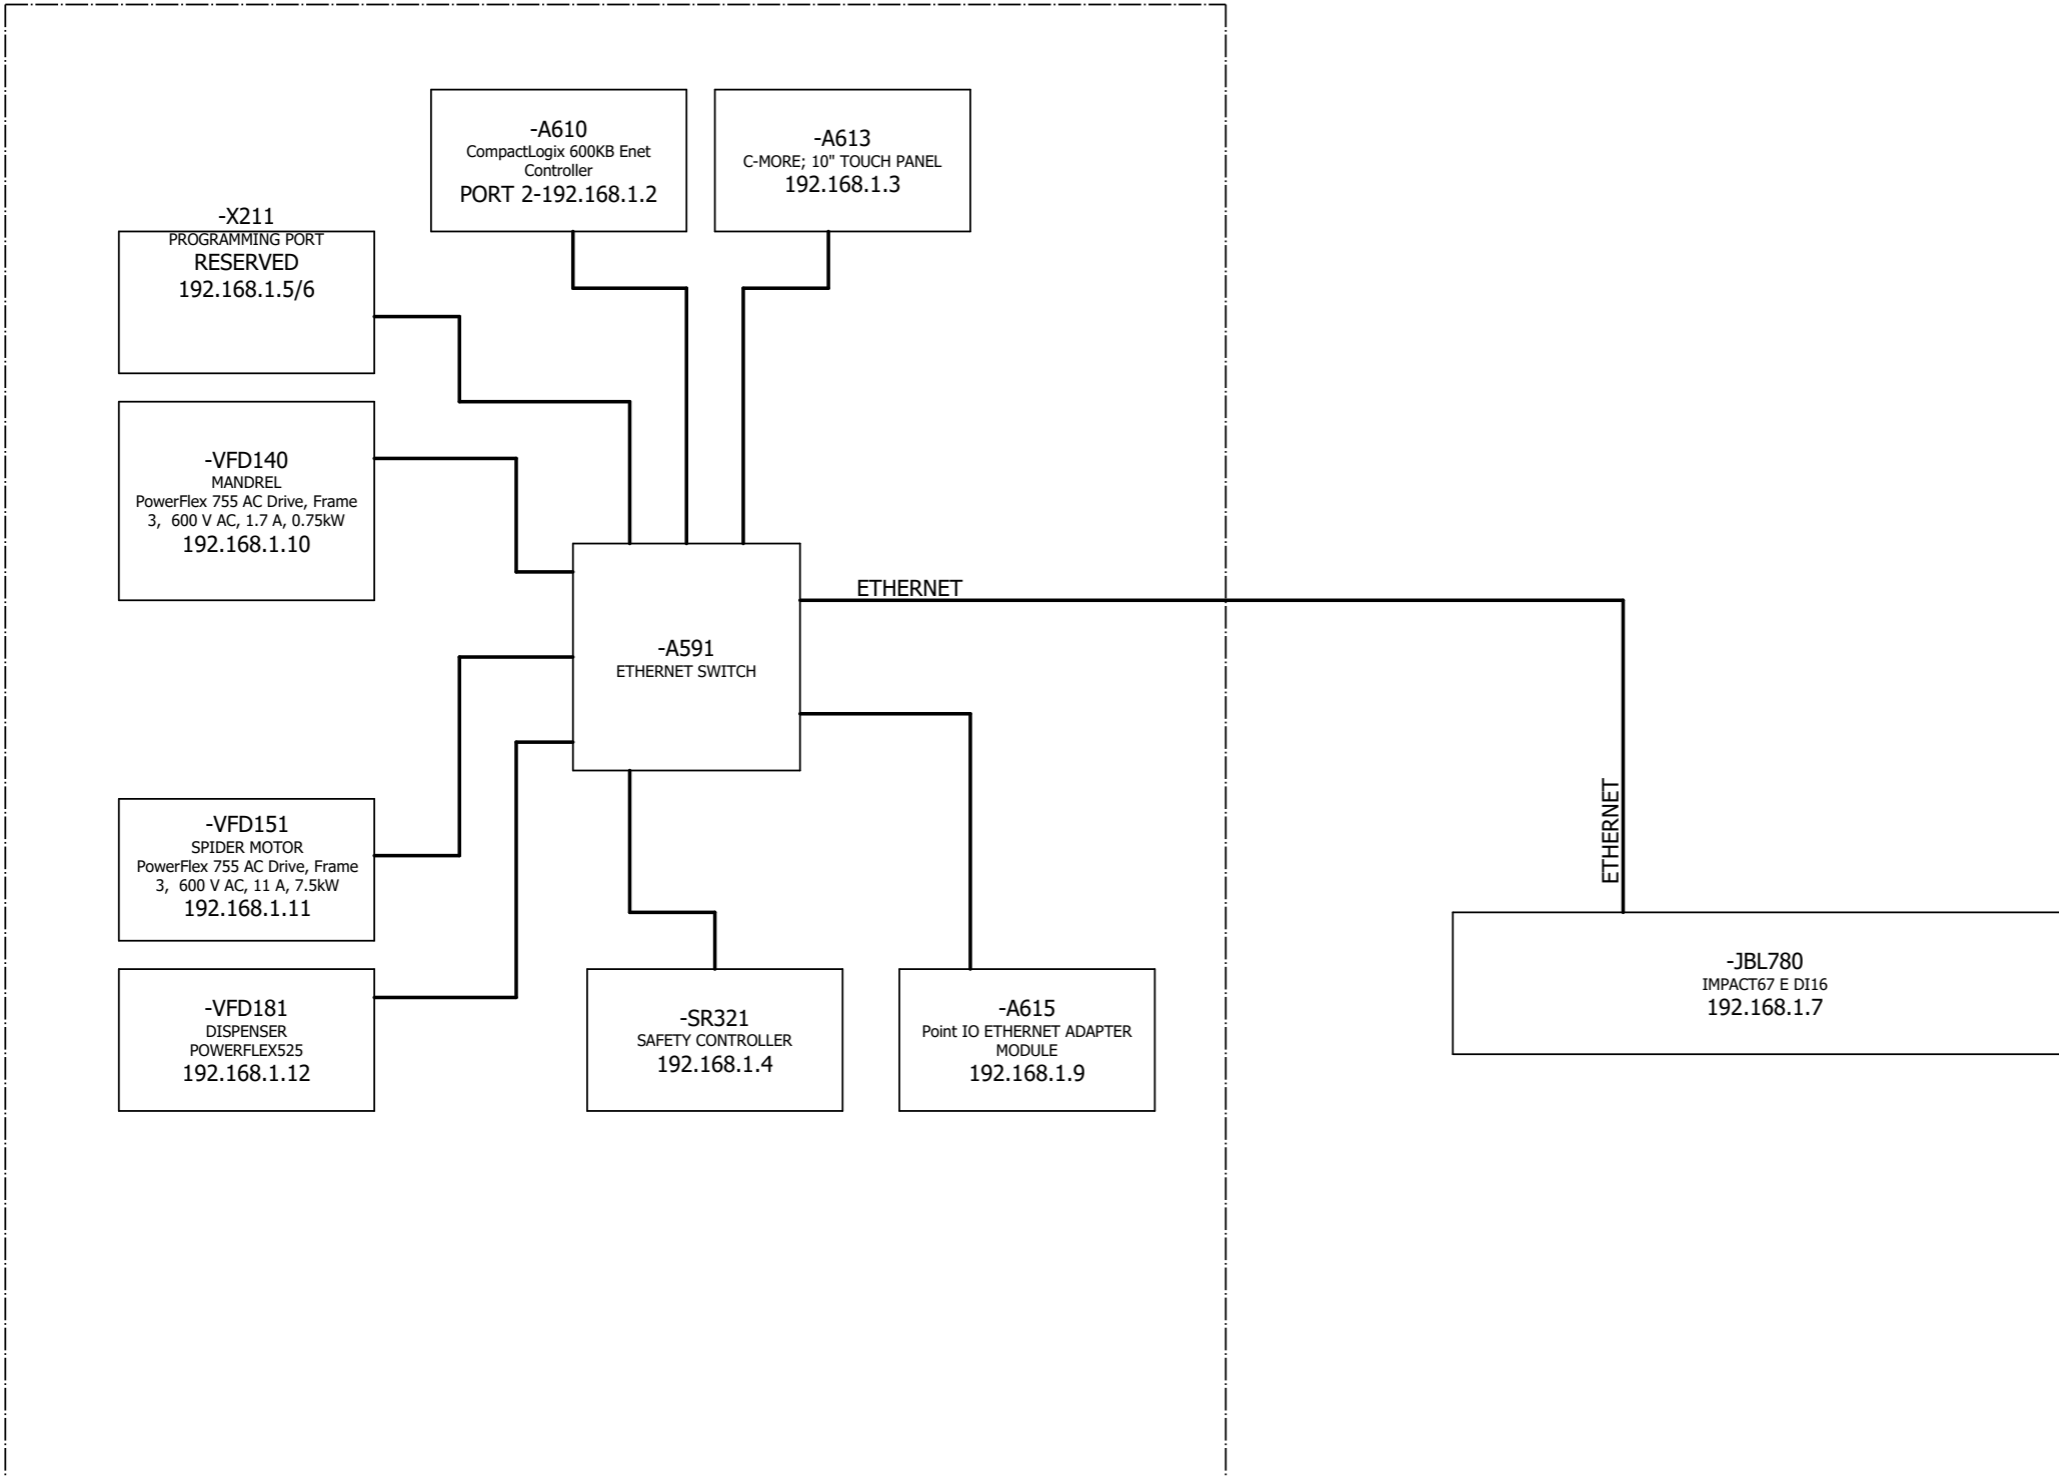 -A610
CompactLogix 600KB Enet
Controller
PORT 2-192.168.1.2
-A613
C-MORE; 10" TOUCH PANEL
192.168.1.3
-X211
PROGRAMMING PORT
RESERVED
192.168.1.5/6
-VFD140
MANDREL
PowerFlex 755 AC Drive, Frame
3, 600 V AC, 1.7 A, 0.75kW
192.168.1.10
ETHERNET
-A591
ETHERNET SWITCH
ETHERNET
-VFD151
SPIDER MOTOR
PowerFlex 755 AC Drive, Frame
3, 600 V AC, 11 A, 7.5kW
192.168.1.11
-VFD181
DISPENSER
POWERFLEX525
192.168.1.12
-SR321
SAFETY CONTROLLER
192.168.1.4
-A615
Point IO ETHERNET ADAPTER
MODULE
192.168.1.9
-JBL780
IMPACT67 E DI16
192.168.1.7